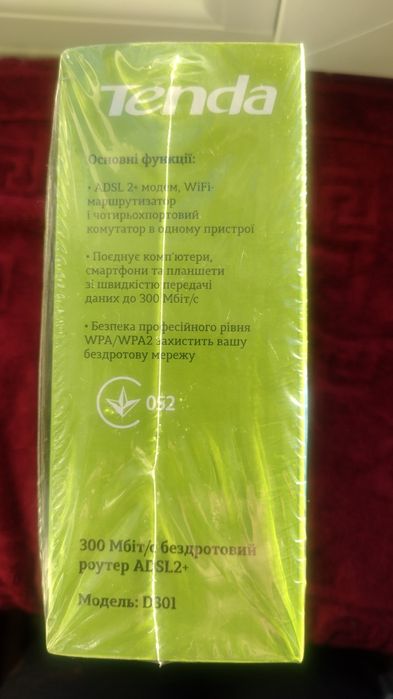 Tenda
Основні функції:
• ADSL 2+ модем, WiFi-
маршрутизатор
і чотирьохпортовий
комутатор в одному пристрої
• Поєднує комп'ютери,
смартфони та планшети
зі швидкістю передачі
даних до 300 Мбіт/с
• Безпека професійного рівня
WPA/WPA2 захистить вашу
бездротову мережу
052
300 Мбіт/с бездротовий
роутер ADSL2+
Модель: D301